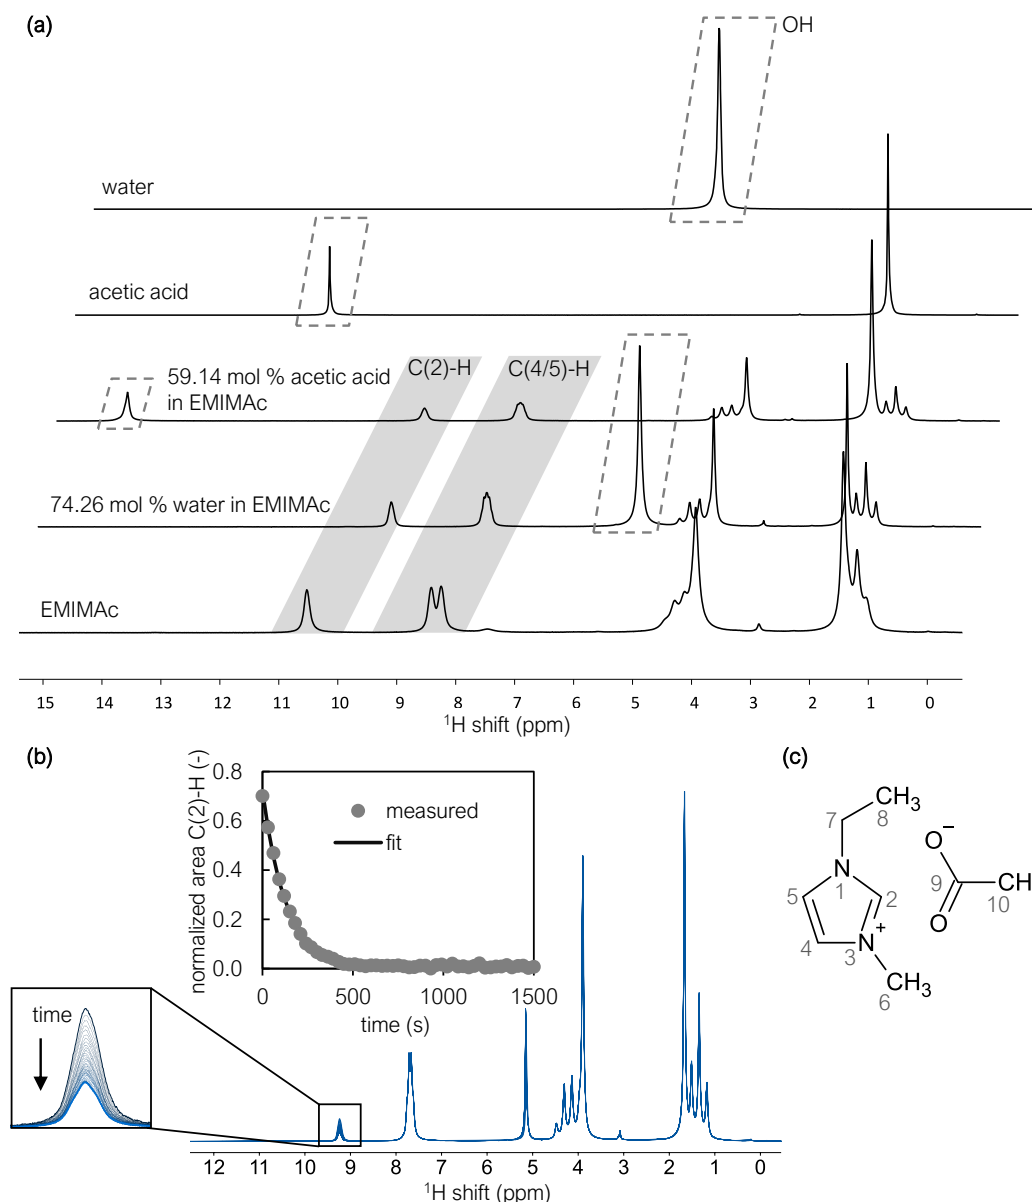 (a)
OH
water
acetic acid
59.14 mol % acetic acid
in EMIMAc
C(2)-H
C(4/5)-H
74.26 mol % water in EMIMAc
EMIMAc
15 14 13 12 11 10 9 8 7 6 5 4 3 2 1 0
¹H shift (ppm)
(b)
normalized area C(2)-H (-)
0.8
0.6
0.4
0.2
0.0
measured
fit
0 500 1000 1500
time (s)
time
12 11 10 9 8 7 6 5 4 3 2 1 0
¹H shift (ppm)
(c)
CH₃
8
7
O⁻
N
1
5
2
9
CH
10
O
4
3
N
+
CH₃
6